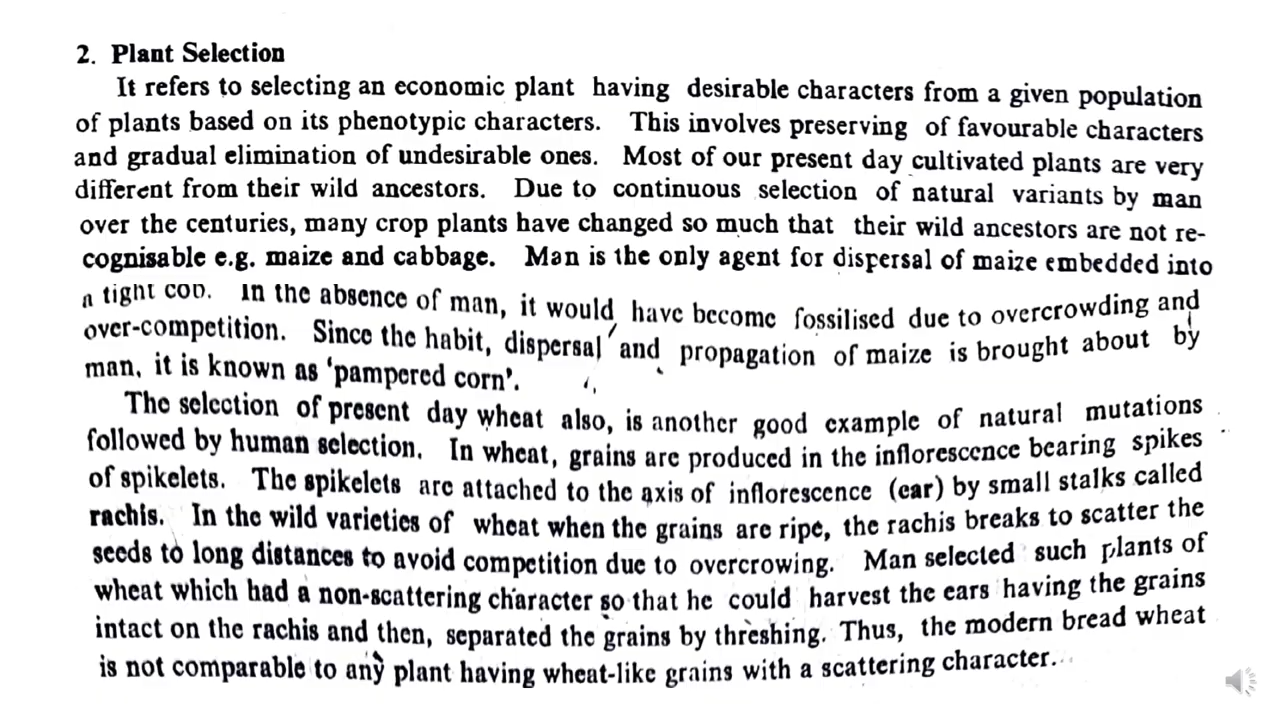 2. Plant Selection
It refers to selecting an economic plant having desirable characters from a given population
of plants based on its phenotypic characters. This involves preserving of favourable characters
and gradual elimination of undesirable ones. Most of our present day cultivated plants are very
different from their wild ancestors. Due to continuous selection of natural variants by man
over the centuries, many crop plants have changed so much that their wild ancestors are not re-
cognisable e.g. maize and cabbage. Man is the only agent for dispersal of maize embedded into
a tight cob. In the absence of man, it would have become fossilised due to overcrowding and
over-competition. Since the habit, dispersal and propagation of maize is brought about by
man, it is known as 'pampered corn'.
The selection of present day wheat also, is another good example of natural mutations
followed by human selection. In wheat, grains are produced in the inflorescence bearing spikes
of spikelets. The spikelets are attached to the axis of inflorescence (ear) by small stalks called
rachis. In the wild varieties of wheat when the grains are ripe, the rachis breaks to scatter the
seeds to long distances to avoid competition due to overcrowing. Man selected such plants of
wheat which had a non-scattering character so that he could harvest the ears having the grains
intact on the rachis and then, separated the grains by threshing. Thus, the modern bread wheat
is not comparable to any plant having wheat-like grains with a scattering character.